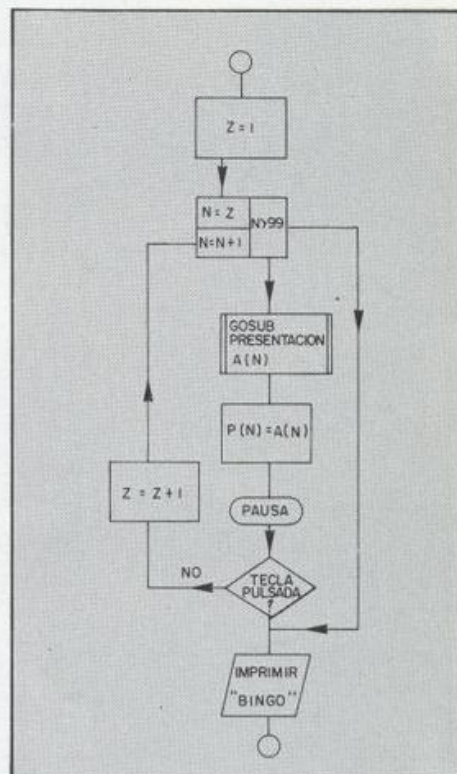 Z = 1
N = Z
N>99
N=N+1
GOSUB
PRESENTACION
A(N)
P(N)=A(N)
Z = Z+1
PAUSA
NO
TECLA
PULSADA
?
IMPRIMIR
"BINGO"